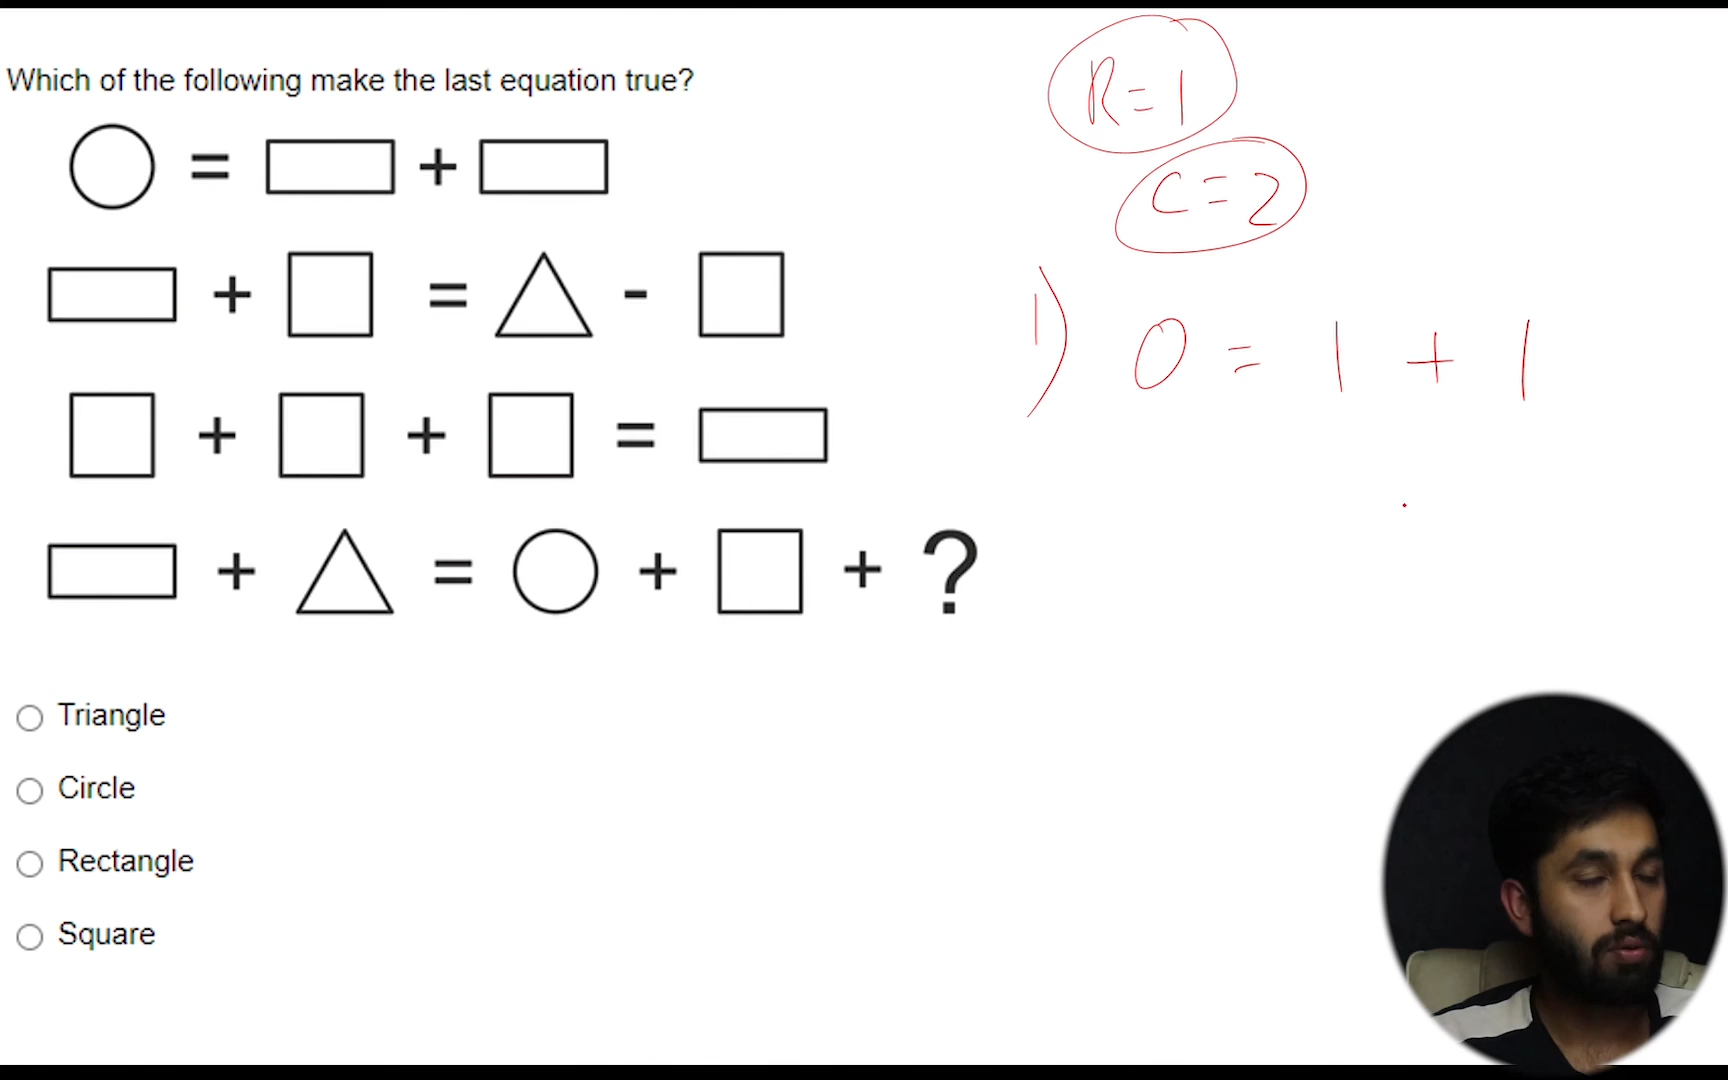 Which of the following make the last equation true?
R=1
C=2
= +
+ = -
1) O = 1 + 1
+ + =
+ = + + ?
Triangle
Circle
Rectangle
Square